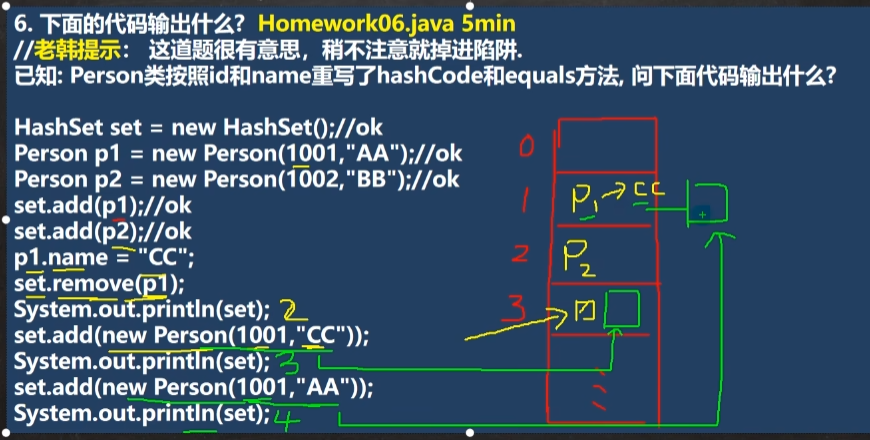 6. 下面的代码输出什么? Homework06.java 5min
//老韩提示: 这道题很有意思, 稍不注意就掉进陷阱.
已知: Person类按照id和name重写了hashCode和equals方法, 问下面代码输出什么?
HashSet set = new HashSet();//ok
Person p1 = new Person(1001,"AA");//ok
Person p2 = new Person(1002,"BB");//ok
set.add(p1);//ok
set.add(p2);//ok
p1.name = "CC";
set.remove(p1);
System.out.println(set); 2
set.add(new Person(1001,"CC"));
System.out.println(set); 3
set.add(new Person(1001,"AA"));
System.out.println(set); 4
0
1 P1→CC
2 P2
3